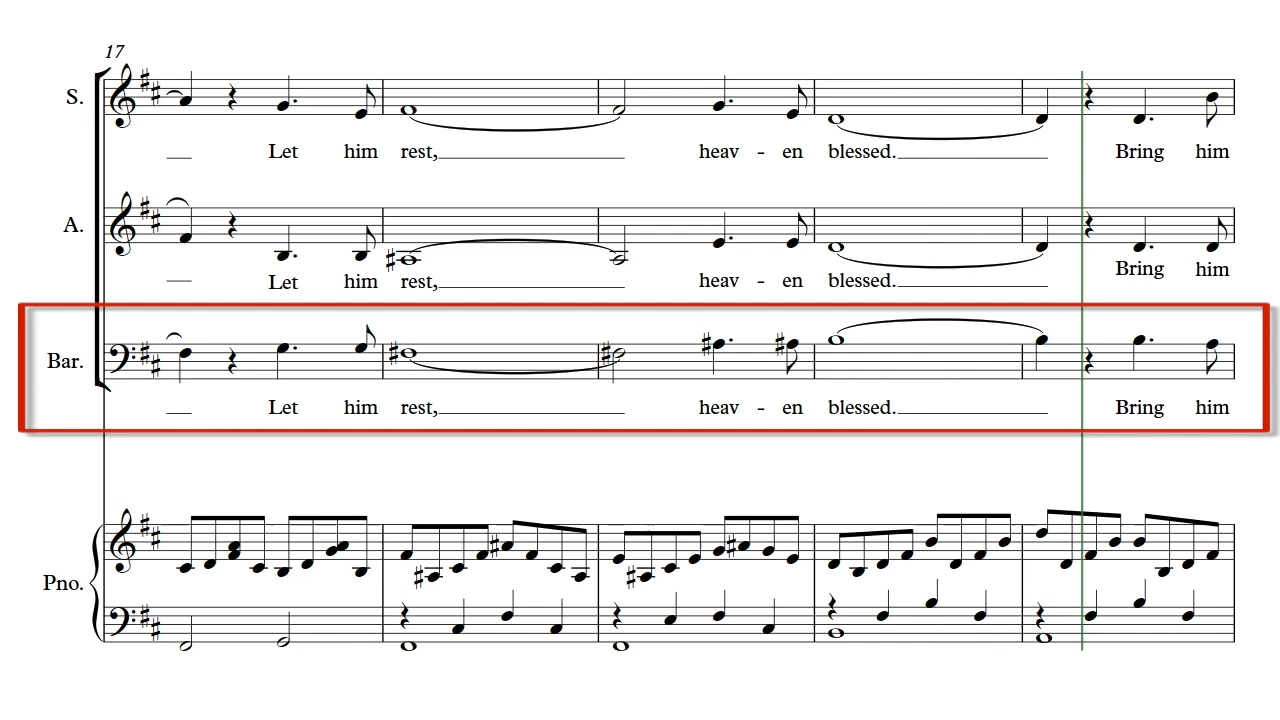 17
S.
Let him rest, heav - en blessed. Bring him
A.
Let him rest, heav - en blessed. Bring him
Bar.
Let him rest, heav - en blessed. Bring him
Pno.